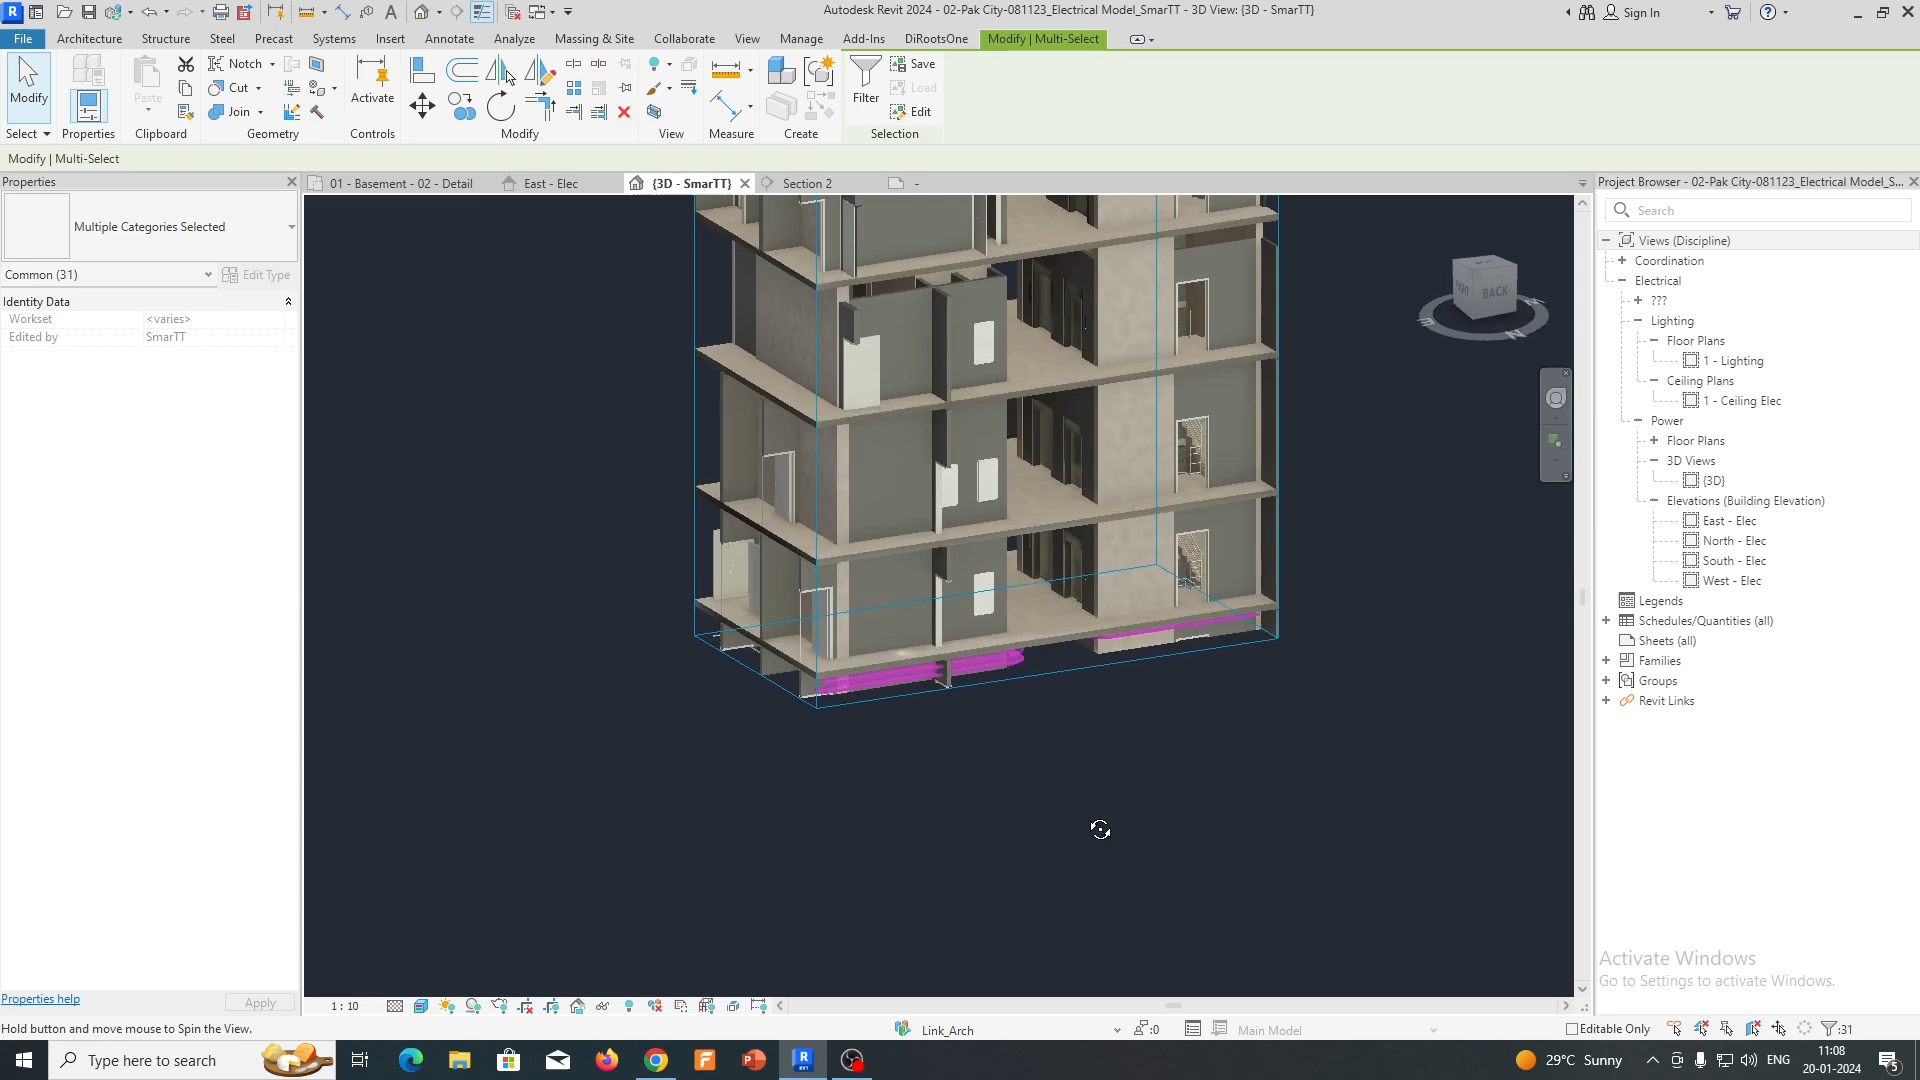 Autodesk Revit 2024 - 02-Pak City-081123_Electrical Model_SmarTT - 3D View: {3D - SmarTT}
Sign In
File Architecture Structure Steel Precast Systems Insert Annotate Analyze Massing & Site Collaborate View Manage Add-Ins DiRootsOne Modify | Multi-Select
Modify
Paste
Notch
Cut
Join
Activate
Filter
Save
Load
Edit
Select Properties Clipboard Geometry Controls Modify View Measure Create Selection
Modify | Multi-Select
Properties
01 - Basement - 02 - Detail
East - Elec
{3D - SmarTT}
Section 2
-
Project Browser - 02-Pak City-081123_Electrical Model_S...
Multiple Categories Selected
Common (31)
Edit Type
Identity Data
Workset <varies>
Edited by SmarTT
BACK
RIGHT
Search
Views (Discipline)
Coordination
Electrical
???
Lighting
Floor Plans
1 - Lighting
Ceiling Plans
1 - Ceiling Elec
Power
Floor Plans
3D Views
{3D}
Elevations (Building Elevation)
East - Elec
North - Elec
South - Elec
West - Elec
Legends
Schedules/Quantities (all)
Sheets (all)
Families
Groups
Revit Links
Activate Windows
Go to Settings to activate Windows.
Properties help
Apply
1 : 10
Hold button and move mouse to Spin the View.
Link_Arch
:0
Main Model
Editable Only
:31
Type here to search
29°C Sunny
ENG
11:08
20-01-2024
5